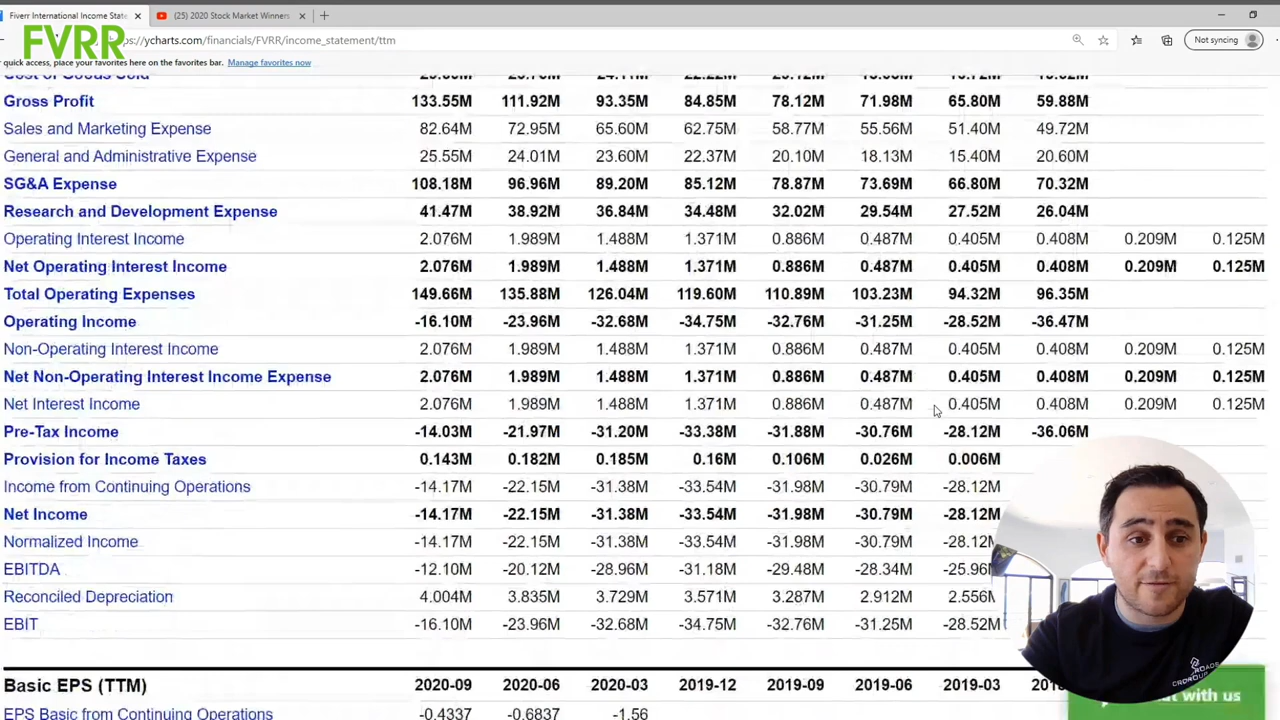 Fiverr International Income State
(25) 2020 Stock Market Winners
FVRR
ycharts.com/financials/FVRR/income_statement/ttm
Not syncing
quick access, place your favorites here on the favorites bar. Manage favorites now
Cost of Goods Sold
Gross Profit 133.55M 111.92M 93.35M 84.85M 78.12M 71.98M 65.80M 59.88M
Sales and Marketing Expense 82.64M 72.95M 65.60M 62.75M 58.77M 55.56M 51.40M 49.72M
General and Administrative Expense 25.55M 24.01M 23.60M 22.37M 20.10M 18.13M 15.40M 20.60M
SG&A Expense 108.18M 96.96M 89.20M 85.12M 78.87M 73.69M 66.80M 70.32M
Research and Development Expense 41.47M 38.92M 36.84M 34.48M 32.02M 29.54M 27.52M 26.04M
Operating Interest Income 2.076M 1.989M 1.488M 1.371M 0.886M 0.487M 0.405M 0.408M 0.209M 0.125M
Net Operating Interest Income 2.076M 1.989M 1.488M 1.371M 0.886M 0.487M 0.405M 0.408M 0.209M 0.125M
Total Operating Expenses 149.66M 135.88M 126.04M 119.60M 110.89M 103.23M 94.32M 96.35M
Operating Income -16.10M -23.96M -32.68M -34.75M -32.76M -31.25M -28.52M -36.47M
Non-Operating Interest Income 2.076M 1.989M 1.488M 1.371M 0.886M 0.487M 0.405M 0.408M 0.209M 0.125M
Net Non-Operating Interest Income Expense 2.076M 1.989M 1.488M 1.371M 0.886M 0.487M 0.405M 0.408M 0.209M 0.125M
Net Interest Income 2.076M 1.989M 1.488M 1.371M 0.886M 0.487M 0.405M 0.408M 0.209M 0.125M
Pre-Tax Income -14.03M -21.97M -31.20M -33.38M -31.88M -30.76M -28.12M -36.06M
Provision for Income Taxes 0.143M 0.182M 0.185M 0.16M 0.106M 0.026M 0.006M
Income from Continuing Operations -14.17M -22.15M -31.38M -33.54M -31.98M -30.79M -28.12M
Net Income -14.17M -22.15M -31.38M -33.54M -31.98M -30.79M -28.12M
Normalized Income -14.17M -22.15M -31.38M -33.54M -31.98M -30.79M -28.12M
EBITDA -12.10M -20.12M -28.96M -31.18M -29.48M -28.34M -25.96M
Reconciled Depreciation 4.004M 3.835M 3.729M 3.571M 3.287M 2.912M 2.556M
EBIT -16.10M -23.96M -32.68M -34.75M -32.76M -31.25M -28.52M
Basic EPS (TTM) 2020-09 2020-06 2020-03 2019-12 2019-09 2019-06 2019-03
EPS Basic from Continuing Operations -0.4337 -0.6837 -1.56
with us